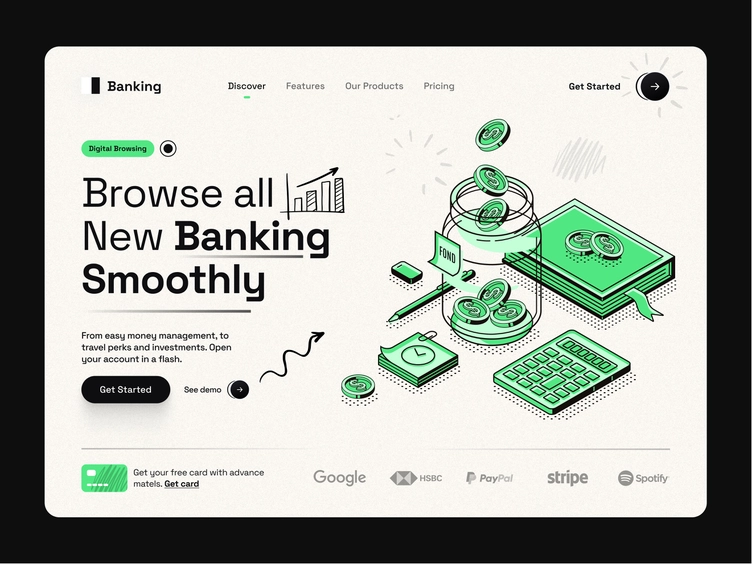 Banking
Discover Features Our Products Pricing
Get Started
Digital Browsing
Browse all
New Banking
Smoothly
From easy money management, to
travel perks and investments. Open
your account in a flash.
Get Started
See demo
FOND
Get your free card with advance
matels. Get card
Google
HSBC
PayPal
stripe
Spotify